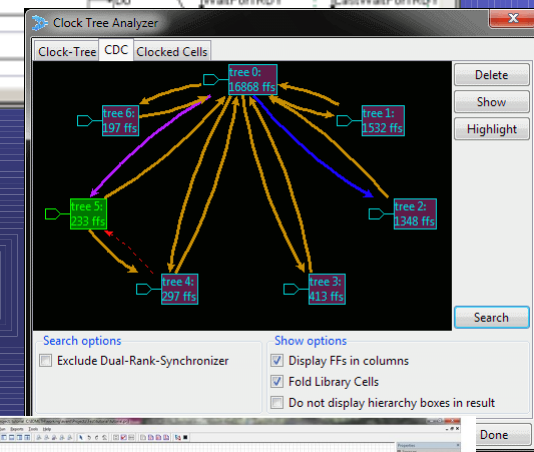 Clock Tree Analyzer
Clock-Tree CDC Clocked Cells
tree 0:
16868 ffs
tree 6:
197 ffs
tree 1:
1532 ffs
tree 5:
233 ffs
tree 2:
1348 ffs
tree 4:
297 ffs
tree 3:
413 ffs
Delete
Show
Highlight
Search
Search options
Exclude Dual-Rank-Synchronizer
Show options
Display FFs in columns
Fold Library Cells
Do not display hierarchy boxes in result
Done